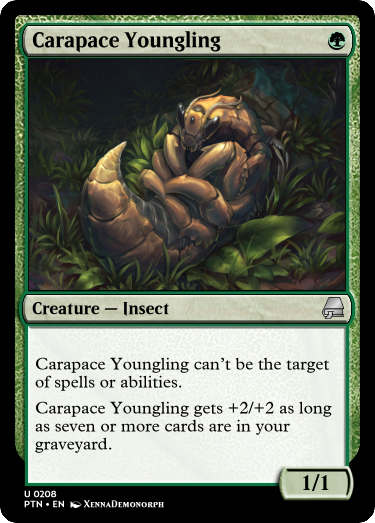 Carapace Youngling
Creature — Insect
Carapace Youngling can't be the target
of spells or abilities.
Carapace Youngling gets +2/+2 as long
as seven or more cards are in your
graveyard.
1/1
U 0208
PTN • EN XennaDemonorph